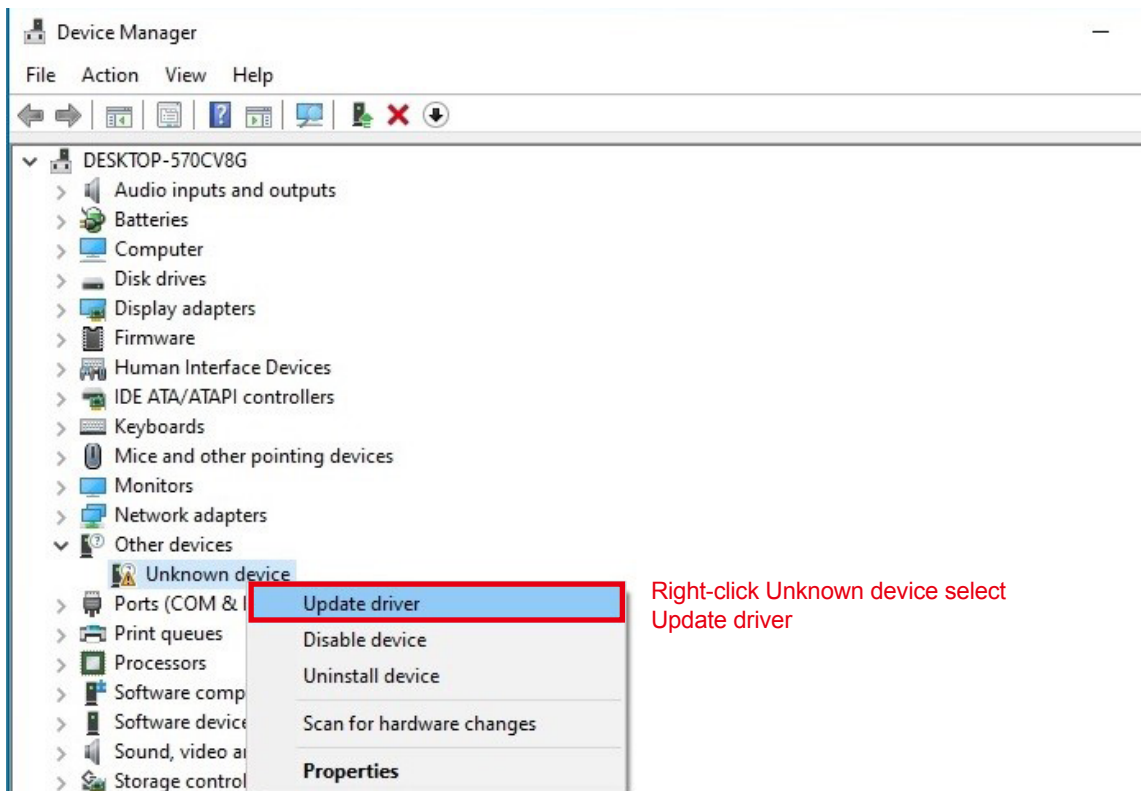 Device Manager
File Action View Help
DESKTOP-570CV8G
Audio inputs and outputs
Batteries
Computer
Disk drives
Display adapters
Firmware
Human Interface Devices
IDE ATA/ATAPI controllers
Keyboards
Mice and other pointing devices
Monitors
Network adapters
Other devices
Unknown device
Ports (COM &
Update driver
Right-click Unknown device select
Update driver
Print queues
Disable device
Processors
Uninstall device
Software comp
Software device
Scan for hardware changes
Sound, video a
Properties
Storage control